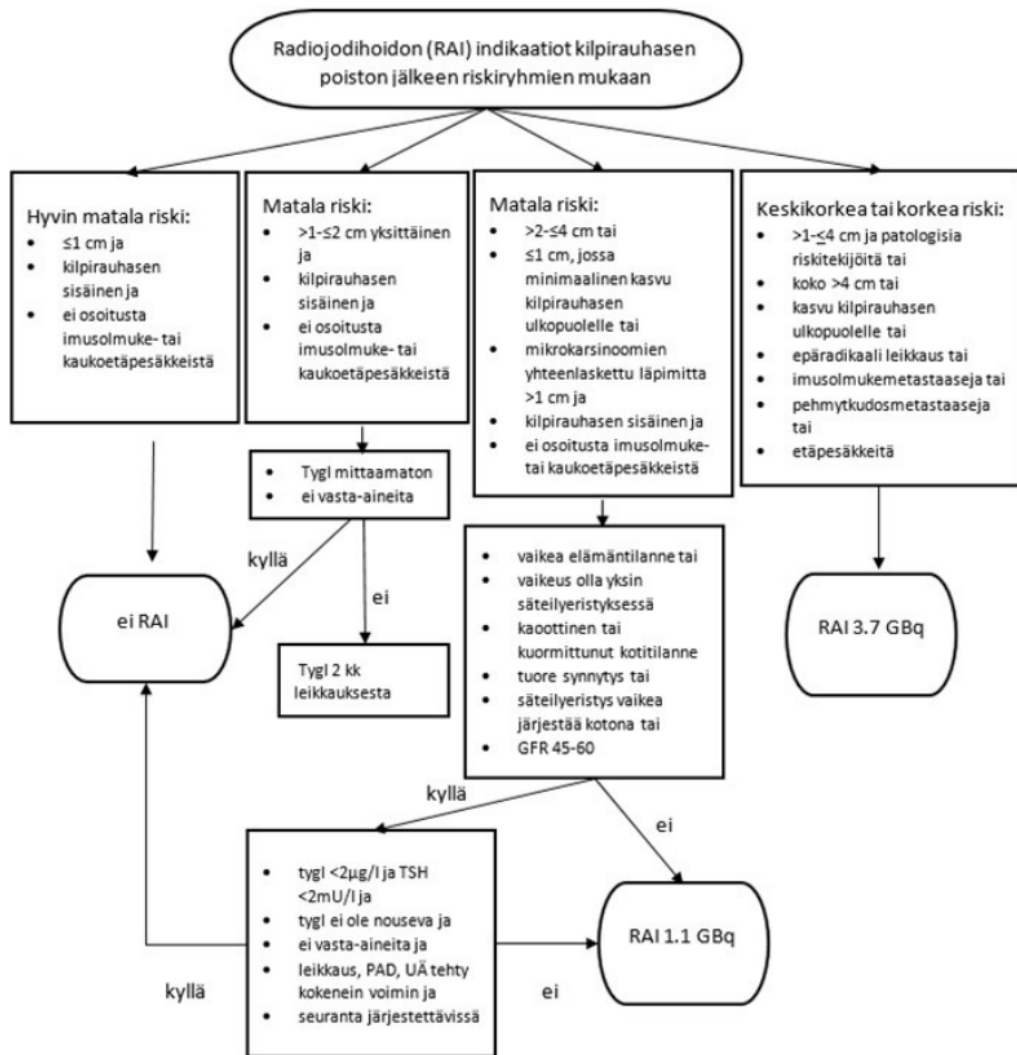 Radiojodihoidon (RAI) indikaatiot kilpirauhasen
poiston jälkeen riskiryhmien mukaan
Hyvin matala riski:
• ≤1 cm ja
• kilpirauhasen
sisäinen ja
• ei osoitusta
imusolmuke- tai
kaukoetäpesäkkeistä
Matala riski:
• >1-≤2 cm yksittäinen
ja
• kilpirauhasen
sisäinen ja
• ei osoitusta
imusolmuke- tai
kaukoetäpesäkkeistä
Matala riski:
• >2-≤4 cm tai
• ≤1 cm, jossa
minimaalinen kasvu
kilpirauhasen
ulkopuolelle tai
• mikrokarsinoomien
yhteenlaskettu läpimitta
>1 cm ja
• kilpirauhasen sisäinen ja
• ei osoitusta imusolmuke-
tai kaukoetäpesäkkeistä
Keskikorkea tai korkea riski:
• >1-≤4 cm ja patologisia
riskitekijöitä tai
• koko >4 cm tai
• kasvu kilpirauhasen
ulkopuolelle tai
• epäradikaali leikkaus tai
• imusolmukemetastaaseja tai
• pehmytkudosmetastaaseja
tai
• etäpesäkkeitä
• Tygl mittaamaton
• ei vasta-aineita
kyllä
ei
ei RAI
Tygl 2 kk
leikkauksesta
• vaikea elämäntilanne tai
• vaikeus olla yksin
säteilyeristyksessä
• kaoottinen tai
kuormittunut kotitilanne
• tuore synnytys tai
• säteilyeristys vaikea
järjestää kotona tai
• GFR 45-60
RAI 3.7 GBq
kyllä
ei
• tygl <2µg/l ja TSH
<2mU/l ja
• tygl ei ole nouseva ja
• ei vasta-aineita ja
• leikkaus, PAD, UÄ tehty
kokenein voimin ja
• seuranta järjestettävissä
kyllä
ei
RAI 1.1 GBq